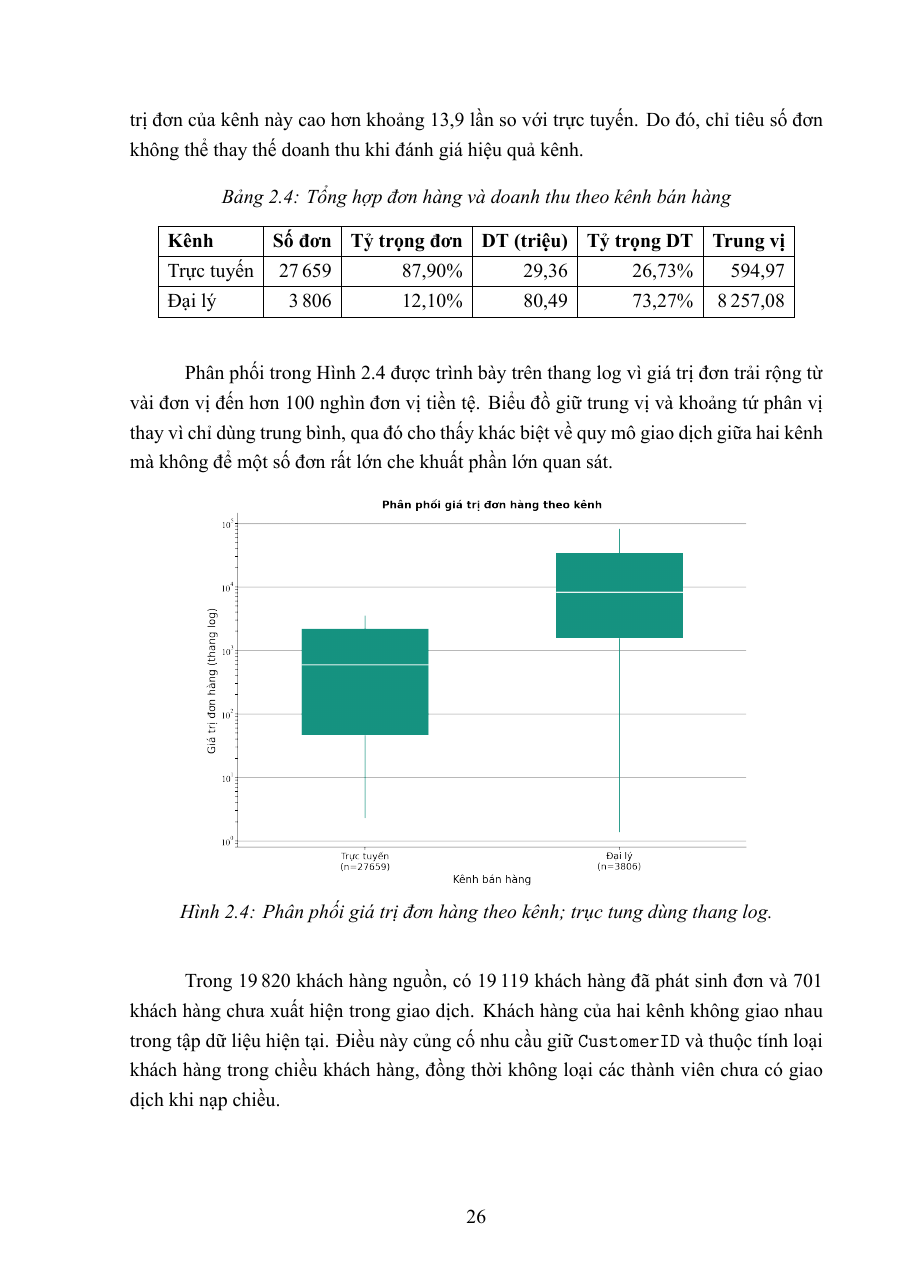 trị đơn của kênh này cao hơn khoảng 13,9 lần so với trực tuyến. Do đó, chỉ tiêu số đơn
không thể thay thế doanh thu khi đánh giá hiệu quả kênh.
Bảng 2.4: Tổng hợp đơn hàng và doanh thu theo kênh bán hàng
Kênh Số đơn Tỷ trọng đơn DT (triệu) Tỷ trọng DT Trung vị
Trực tuyến 27 659 87,90% 29,36 26,73% 594,97
Đại lý 3 806 12,10% 80,49 73,27% 8 257,08
Phân phối trong Hình 2.4 được trình bày trên thang log vì giá trị đơn trải rộng từ
vài đơn vị đến hơn 100 nghìn đơn vị tiền tệ. Biểu đồ giữ trung vị và khoảng tứ phân vị
thay vì chỉ dùng trung bình, qua đó cho thấy khác biệt về quy mô giao dịch giữa hai kênh
mà không để một số đơn rất lớn che khuất phần lớn quan sát.
Phân phối giá trị đơn hàng theo kênh
Giá trị đơn hàng (thang log)
10⁵
10⁴
10³
10²
10¹
10⁰
Trực tuyến Đại lý
(n=27659) (n=3806)
Kênh bán hàng
Hình 2.4: Phân phối giá trị đơn hàng theo kênh; trục tung dùng thang log.
Trong 19 820 khách hàng nguồn, có 19 119 khách hàng đã phát sinh đơn và 701
khách hàng chưa xuất hiện trong giao dịch. Khách hàng của hai kênh không giao nhau
trong tập dữ liệu hiện tại. Điều này củng cố nhu cầu giữ CustomerID và thuộc tính loại
khách hàng trong chiều khách hàng, đồng thời không loại các thành viên chưa có giao
dịch khi nạp chiều.
26